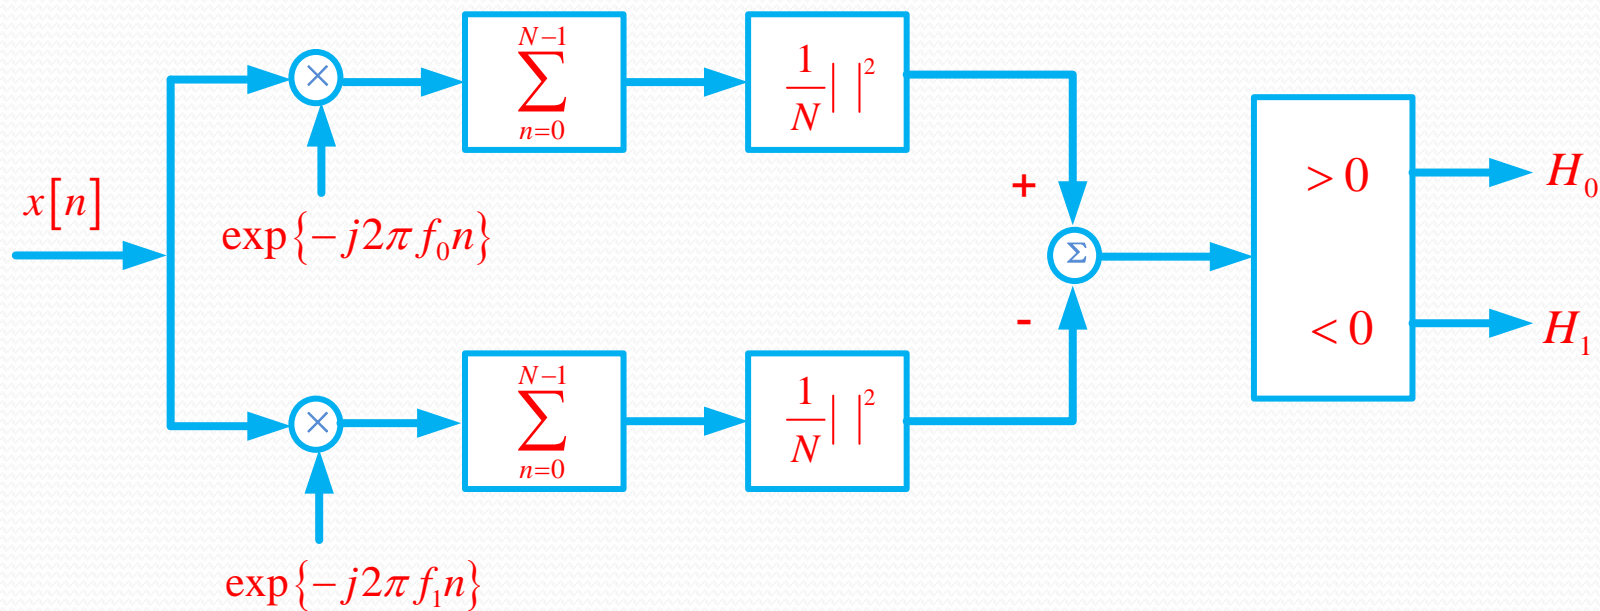 x[n]
×
exp{-j2πf₀n}
N-1
∑
n=0
1/N| |²
+
Σ
-
> 0
< 0
H₀
H₁
×
exp{-j2πf₁n}
N-1
∑
n=0
1/N| |²